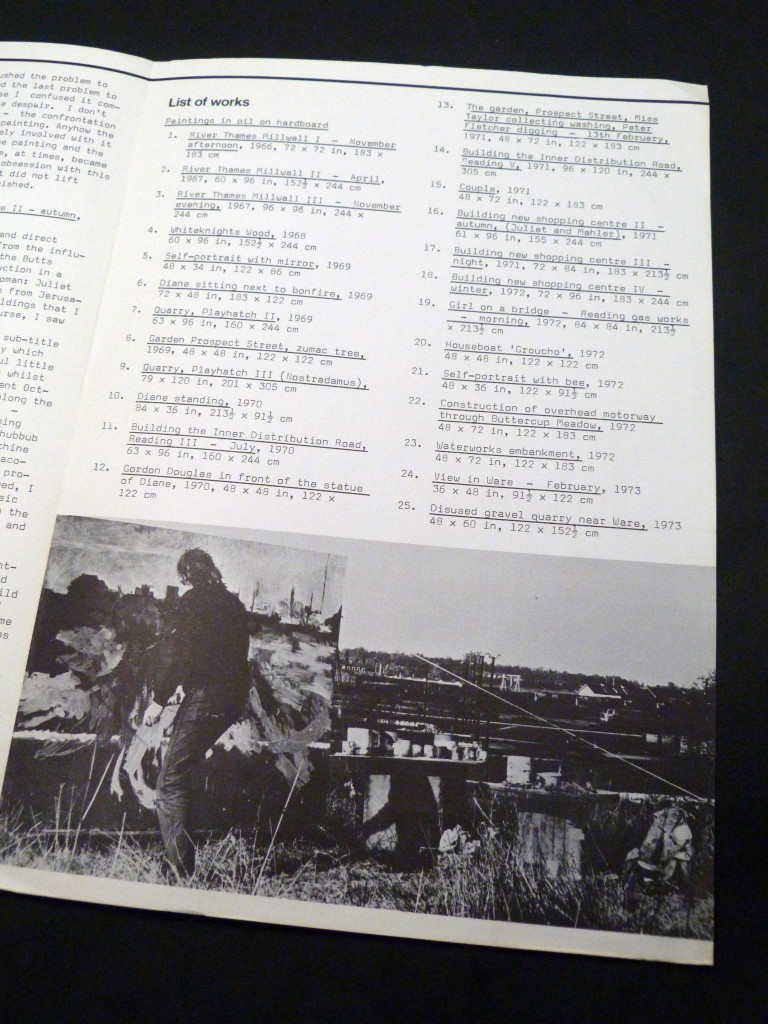 ushed the problem to
d the last problem to
se I confused it com-
e despair. I don't
- the confrontation
painting. Anyhow the
ely involved with it
e painting and the
m, at times, became
obsession with this
t did not lift
ished.
e II - autumn,
and direct
from the influ-
the Butts
uction in a
oman: Juliet
s from Jerusa-
ldings that I
urse, I saw
sub-title
y which
ul little
whilst
ent Oct-
along the
-
ping
hubbub
chine
aco-
pro-
ed, I
sic
the
and
nt-
d
ild
me
s
List of works
Paintings in oil on hardboard
1. River Thames Millwall I - November
afternoon, 1966, 72 x 72 in, 183 x
183 cm
2. River Thames Millwall II - April,
1967, 60 x 96 in, 152½ x 244 cm
3. River Thames Millwall III - November
evening, 1967, 96 x 96 in, 244 x
244 cm
4. Whiteknights Wood, 1968
60 x 96 in, 152½ x 244 cm
5. Self-portrait with mirror, 1969
48 x 34 in, 122 x 86 cm
6. Diane sitting next to bonfire, 1969
72 x 48 in, 183 x 122 cm
7. Quarry, Playhatch II, 1969
63 x 96 in, 160 x 244 cm
8. Garden Prospect Street, zumac tree,
1969, 48 x 48 in, 122 x 122 cm
9. Quarry, Playhatch III (Nostradamus),
79 x 120 in, 201 x 305 cm
10. Diane standing, 1970
84 x 36 in, 213½ x 91½ cm
11. Building the Inner Distribution Road,
Reading III - July, 1970
63 x 96 in, 160 x 244 cm
12. Gordon Douglas in front of the statue
of Diane, 1970, 48 x 48 in, 122 x
122 cm
13. The garden, Prospect Street, Miss
Taylor collecting washing, Peter
Fletcher digging - 13th February,
1971, 48 x 72 in, 122 x 183 cm
14. Building the Inner Distribution Road,
Reading V, 1971, 96 x 120 in, 244 x
305 cm
15. Couple, 1971
48 x 72 in, 122 x 183 cm
16. Building new shopping centre II -
autumn, (Juliet and Mahler), 1971
61 x 96 in, 155 x 244 cm
17. Building new shopping centre III -
night, 1971, 72 x 84 in, 183 x 213½ cm
18. Building new shopping centre IV -
winter, 1972, 72 x 96 in, 183 x 244 cm
19. Girl on a bridge - Reading gas works
- morning, 1972, 84 x 84 in, 213½
x 213½ cm
20. Houseboat 'Groucho', 1972
48 x 48 in, 122 x 122 cm
21. Self-portrait with bee, 1972
48 x 36 in, 122 x 91½ cm
22. Construction of overhead motorway
through Buttercup Meadow, 1972
48 x 72 in, 122 x 183 cm
23. Waterworks embankment, 1972
48 x 72 in, 122 x 183 cm
24. View in Ware - February, 1973
36 x 48 in, 91½ x 122 cm
25. Disused gravel quarry near Ware, 1973
48 x 60 in, 122 x 152½ cm